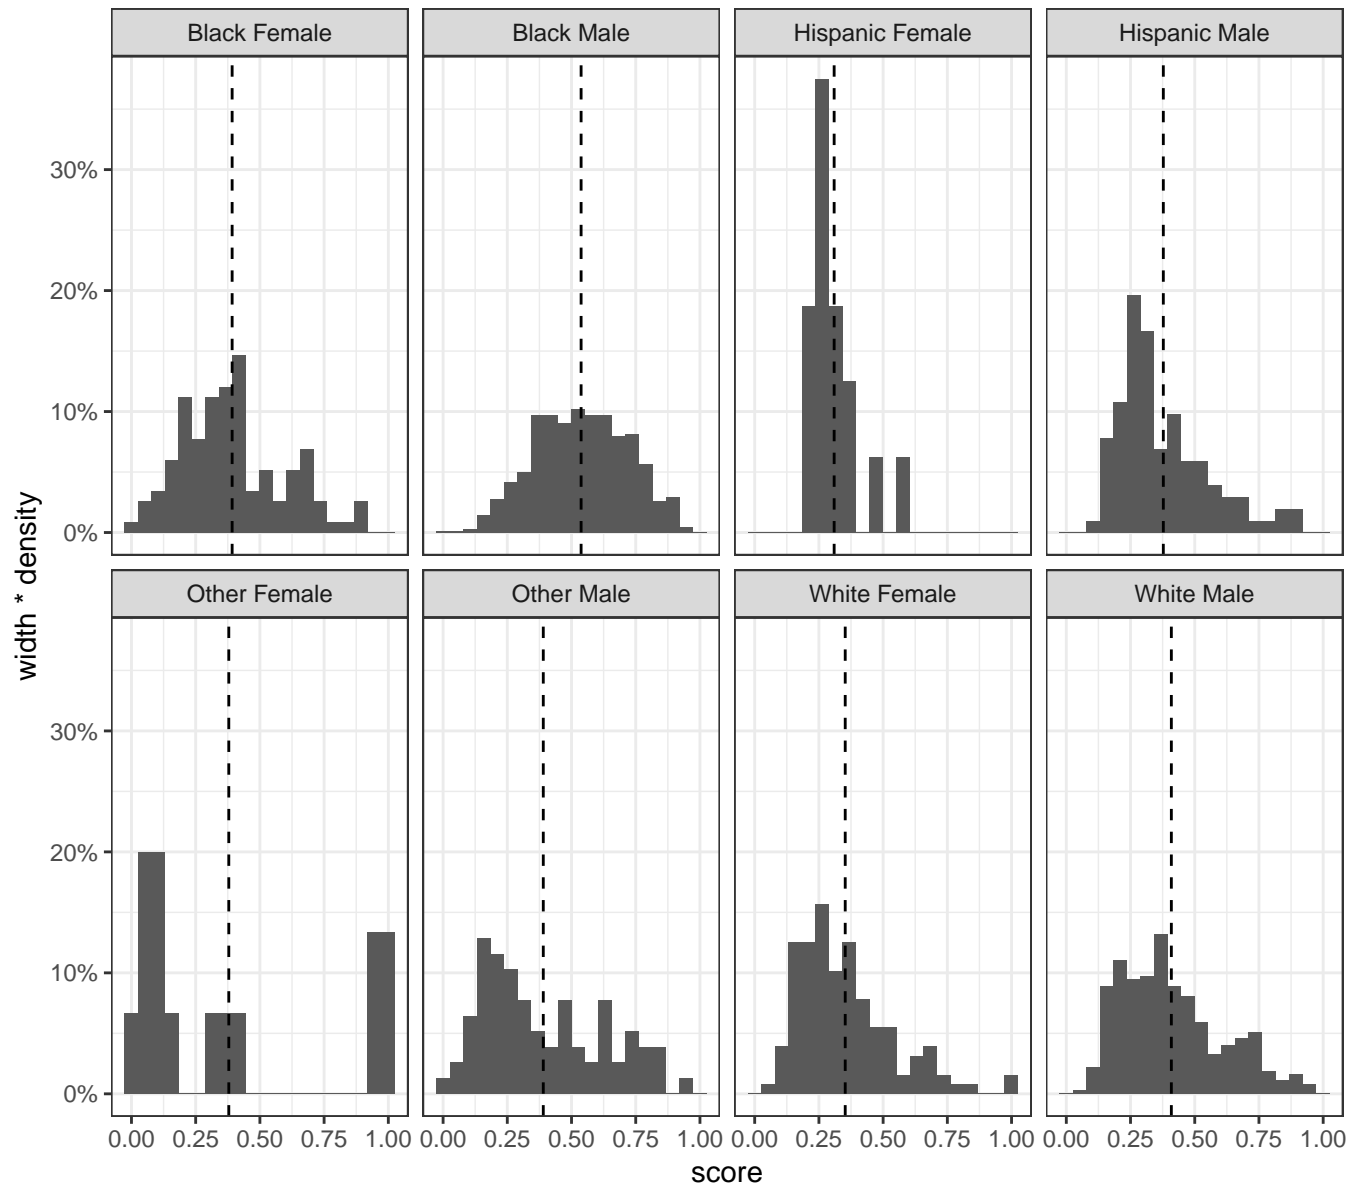 Black Female
Black Male
Hispanic Female
Hispanic Male
30%
20%
10%
0%
width * density
Other Female
Other Male
White Female
White Male
30%
20%
10%
0%
0.00 0.25 0.50 0.75 1.00
0.00 0.25 0.50 0.75 1.00
0.00 0.25 0.50 0.75 1.00
0.00 0.25 0.50 0.75 1.00
score